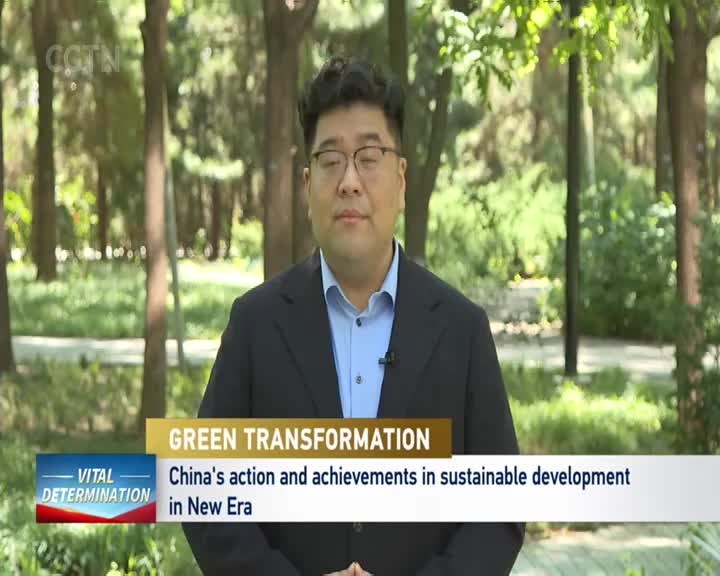 CGTN
GREEN TRANSFORMATION
VITAL
DETERMINATION
China's action and achievements in sustainable development
in New Era